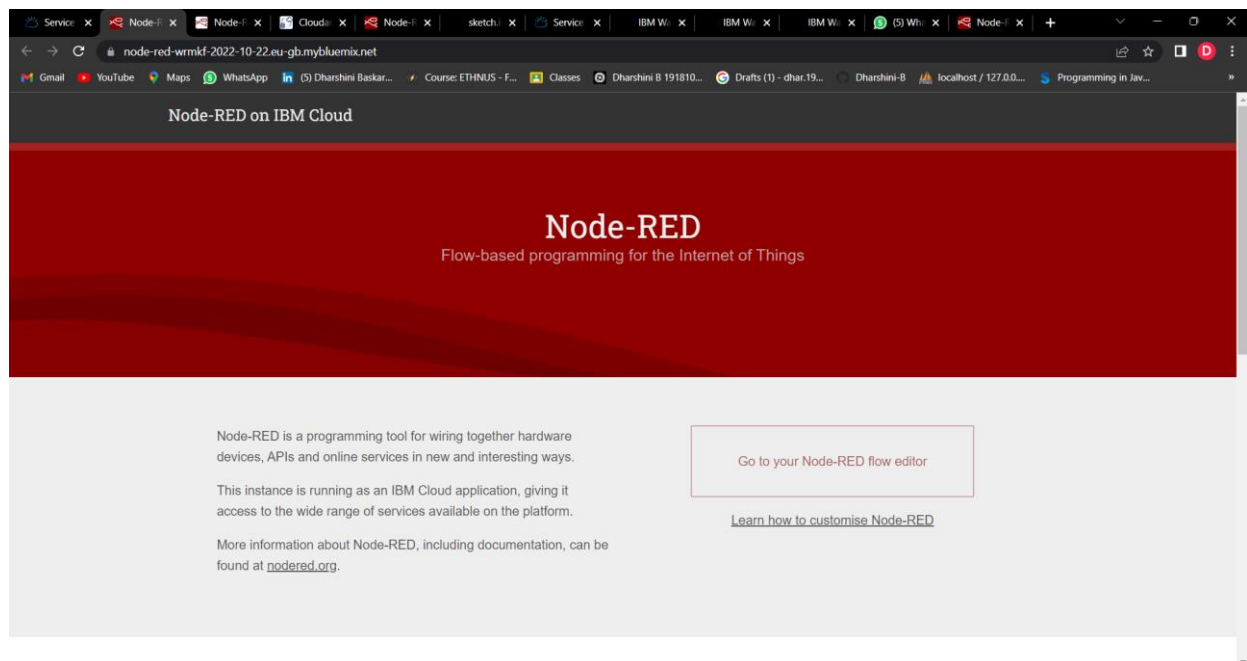 Service Node-R Node-R Cloudan Node-R sketch.i Service IBM Wa IBM Wa IBM Wa (5) Wha Node-R
node-red-wrmkf-2022-10-22.eu-gb.mybluemix.net
Gmail YouTube Maps WhatsApp (5) Dharshini Baskar... Course: ETHNUS - F... Classes Dharshini B 191810... Drafts (1) - dhar.19... Dharshini-B localhost / 127.0.0.... Programming in Jav... »
D
Node-RED on IBM Cloud
Node-RED
Flow-based programming for the Internet of Things
Node-RED is a programming tool for wiring together hardware
devices, APIs and online services in new and interesting ways.
This instance is running as an IBM Cloud application, giving it
access to the wide range of services available on the platform.
More information about Node-RED, including documentation, can be
found at nodered.org.
Go to your Node-RED flow editor
Learn how to customise Node-RED